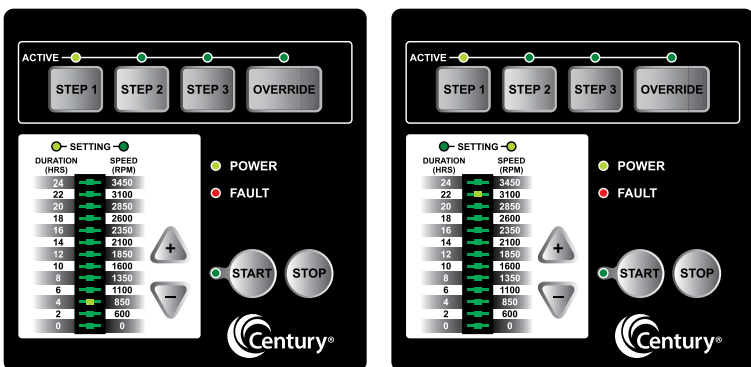 ACTIVE
STEP 1 STEP 2 STEP 3 OVERRIDE
SETTING
DURATION (HRS) SPEED (RPM)
24 3450
22 3100
20 2850
18 2600
16 2350
14 2100
12 1850
10 1600
8 1350
6 1100
4 850
2 600
0 0
POWER
FAULT
+
−
START STOP
Century®
ACTIVE
STEP 1 STEP 2 STEP 3 OVERRIDE
SETTING
DURATION (HRS) SPEED (RPM)
24 3450
22 3100
20 2850
18 2600
16 2350
14 2100
12 1850
10 1600
8 1350
6 1100
4 850
2 600
0 0
POWER
FAULT
+
−
START STOP
Century®